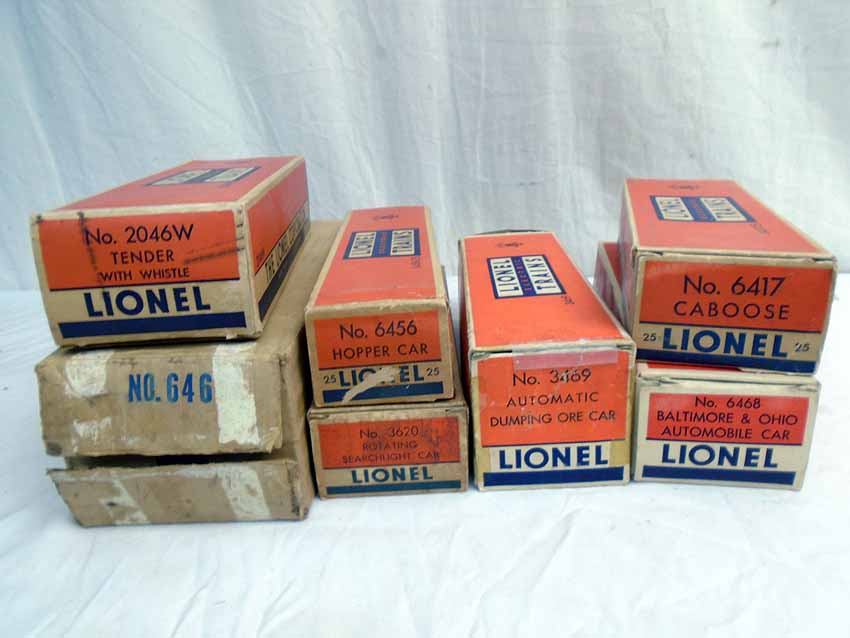 No. 2046W
TENDER
WITH WHISTLE
LIONEL
NO. 646
LIONEL
TRAINS
No. 6456
HOPPER CAR
25 LIONEL 25
No. 3620
ROTATING
SEARCHLIGHT CAR
LIONEL
LIONEL
ELECTRIC
TRAINS
No. 3469
AUTOMATIC
DUMPING ORE CAR
LIONEL
LIONEL
TRAINS
No. 6417
CABOOSE
25 LIONEL 25
No. 6468
BALTIMORE & OHIO
AUTOMOBILE CAR
LIONEL